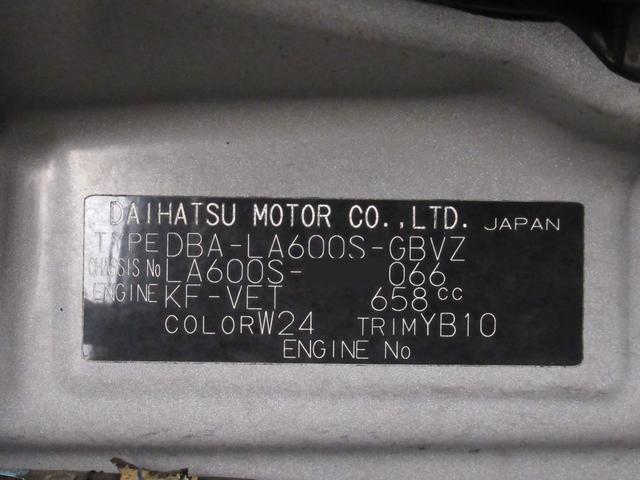 DAIHATSU MOTOR CO.,LTD. JAPAN
TYPE DBA-LA600S-GBVZ
CHASSIS No LA600S- 066
ENGINE KF-VET 658cc
COLOR W24 TRIM YB10
ENGINE No